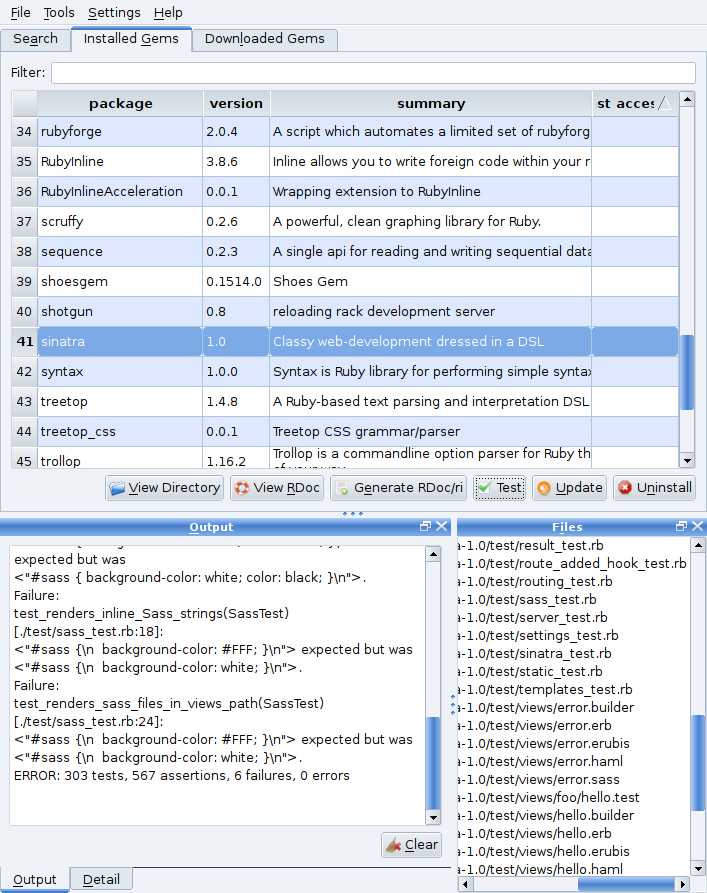 File Tools Settings Help
Search Installed Gems Downloaded Gems
Filter:
package version summary st acces
34 rubyforge 2.0.4 A script which automates a limited set of rubyforg
35 RubyInline 3.8.6 Inline allows you to write foreign code within your r
36 RubyInlineAcceleration 0.0.1 Wrapping extension to RubyInline
37 scruffy 0.2.6 A powerful, clean graphing library for Ruby.
38 sequence 0.2.3 A single api for reading and writing sequential data
39 shoesgem 0.1514.0 Shoes Gem
40 shotgun 0.8 reloading rack development server
41 sinatra 1.0 Classy web-development dressed in a DSL
42 syntax 1.0.0 Syntax is Ruby library for performing simple syntax
43 treetop 1.4.8 A Ruby-based text parsing and interpretation DSL
44 treetop_css 0.0.1 Treetop CSS grammar/parser
45 trollop 1.16.2 Trollop is a commandline option parser for Ruby th
of your way
View Directory View RDoc Generate RDoc/ri Test Update Uninstall
Output
expected but was
<"#sass { background-color: white; color: black; }\n">.
Failure:
test_renders_inline_Sass_strings(SassTest)
[./test/sass_test.rb:18]:
<"#sass {\n  background-color: #FFF; }\n"> expected but was
<"#sass {\n  background-color: white; }\n">.
Failure:
test_renders_sass_files_in_views_path(SassTest)
[./test/sass_test.rb:24]:
<"#sass {\n  background-color: #FFF; }\n"> expected but was
<"#sass {\n  background-color: white; }\n">.
ERROR: 303 tests, 567 assertions, 6 failures, 0 errors
Clear
Output Detail
Files
a-1.0/test/result_test.rb
a-1.0/test/route_added_hook_test.rb
a-1.0/test/routing_test.rb
a-1.0/test/sass_test.rb
a-1.0/test/server_test.rb
a-1.0/test/settings_test.rb
a-1.0/test/sinatra_test.rb
a-1.0/test/static_test.rb
a-1.0/test/templates_test.rb
a-1.0/test/views/error.builder
a-1.0/test/views/error.erb
a-1.0/test/views/error.erubis
a-1.0/test/views/error.haml
a-1.0/test/views/error.sass
a-1.0/test/views/foo/hello.test
a-1.0/test/views/hello.builder
a-1.0/test/views/hello.erb
a-1.0/test/views/hello.erubis
a-1.0/test/views/hello.haml